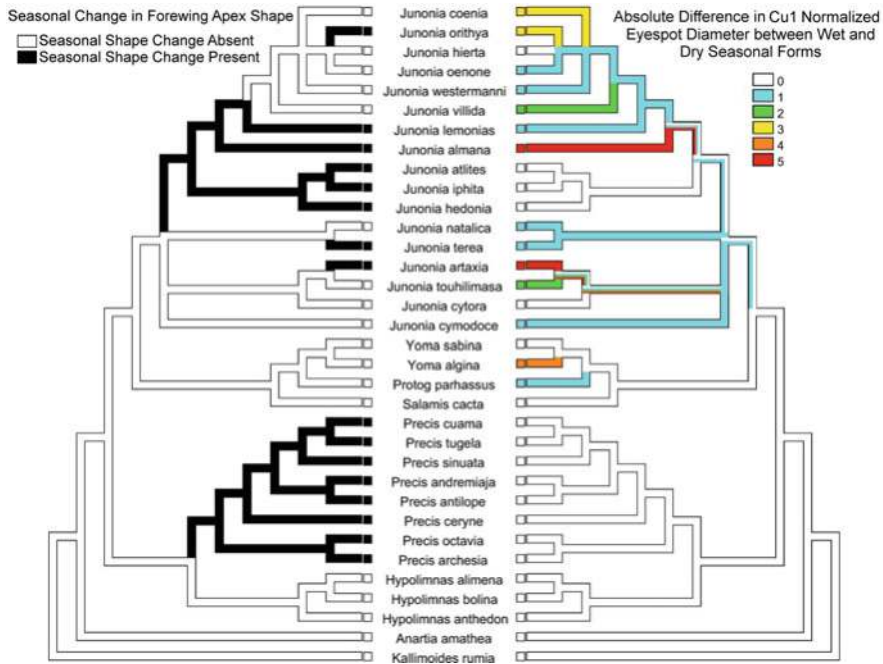 Seasonal Change in Forewing Apex Shape
Seasonal Shape Change Absent
Seasonal Shape Change Present
Absolute Difference in Cu1 Normalized
Eyespot Diameter between Wet and
Dry Seasonal Forms
0
1
2
3
4
5
Junonia coenia
Junonia orithya
Junonia hierta
Junonia oenone
Junonia westermanni
Junonia villida
Junonia lemonias
Junonia almana
Junonia atlites
Junonia iphita
Junonia hedonia
Junonia natalica
Junonia terea
Junonia artaxia
Junonia touhilimasa
Junonia cytora
Junonia cymodoce
Yoma sabina
Yoma algina
Protog parhassus
Salamis cacta
Precis cuama
Precis tugela
Precis sinuata
Precis andremiaja
Precis antilope
Precis ceryne
Precis octavia
Precis archesia
Hypolimnas alimena
Hypolimnas bolina
Hypolimnas anthedon
Anartia amathea
Kallimoides rumia